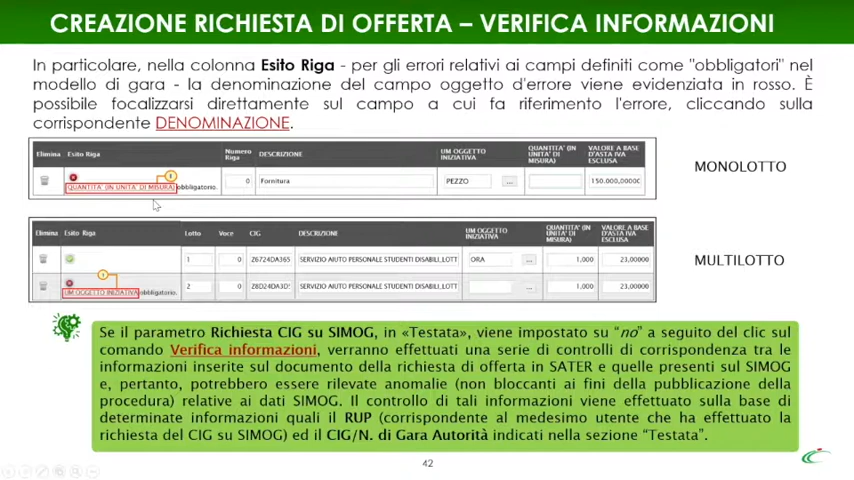 CREAZIONE RICHIESTA DI OFFERTA – VERIFICA INFORMAZIONI
In particolare, nella colonna Esito Riga - per gli errori relativi ai campi definiti come "obbligatori" nel
modello di gara - la denominazione del campo oggetto d'errore viene evidenziata in rosso. È
possibile focalizzarsi direttamente sul campo a cui fa riferimento l'errore, cliccando sulla
corrispondente DENOMINAZIONE.
Elimina Esito Riga Numero Riga DESCRIZIONE UM OGGETTO INIZIATIVA QUANTITA' (IN UNITA' DI MISURA) VALORE A BASE D'ASTA IVA ESCLUSA
1
QUANTITA' (IN UNITA' DI MISURA) obbligatorio. 0 Fornitura PEZZO ... 150.000,0000
MONOLOTTO
Elimina Esito Riga Lotto Voce CIG DESCRIZIONE UM OGGETTO INIZIATIVA QUANTITA' (IN UNITA' DI MISURA) VALORE A BASE D'ASTA IVA ESCLUSA
1 0 Z6724DA365 SERVIZIO AIUTO PERSONALE STUDENTI DISABILI,LOTT ORA ... 1,000 23,00000
1
UM OGGETTO INIZIATIVA obbligatorio. 2 0 Z8D24DA3D SERVIZIO AIUTO PERSONALE STUDENTI DISABILI,LOTT ... 1,000 23,00000
MULTILOTTO
Se il parametro Richiesta CIG su SIMOG, in «Testata», viene impostato su “no” a seguito del clic sul
comando Verifica informazioni, verranno effettuati una serie di controlli di corrispondenza tra le
informazioni inserite sul documento della richiesta di offerta in SATER e quelle presenti sul SIMOG
e, pertanto, potrebbero essere rilevate anomalie (non bloccanti ai fini della pubblicazione della
procedura) relative ai dati SIMOG. Il controllo di tali informazioni viene effettuato sulla base di
determinate informazioni quali il RUP (corrispondente al medesimo utente che ha effettuato la
richiesta del CIG su SIMOG) ed il CIG/N. di Gara Autorità indicati nella sezione “Testata”.
42